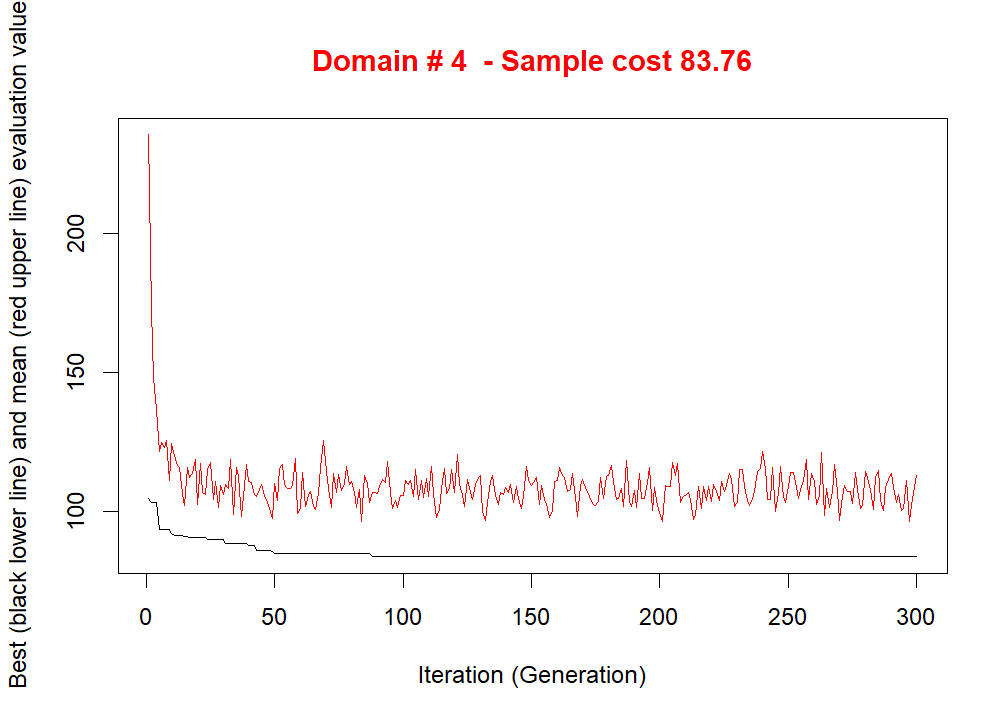 Domain # 4  - Sample cost 83.76
Best (black lower line) and mean (red upper line) evaluation value
200
150
100
0 50 100 150 200 250 300
Iteration (Generation)